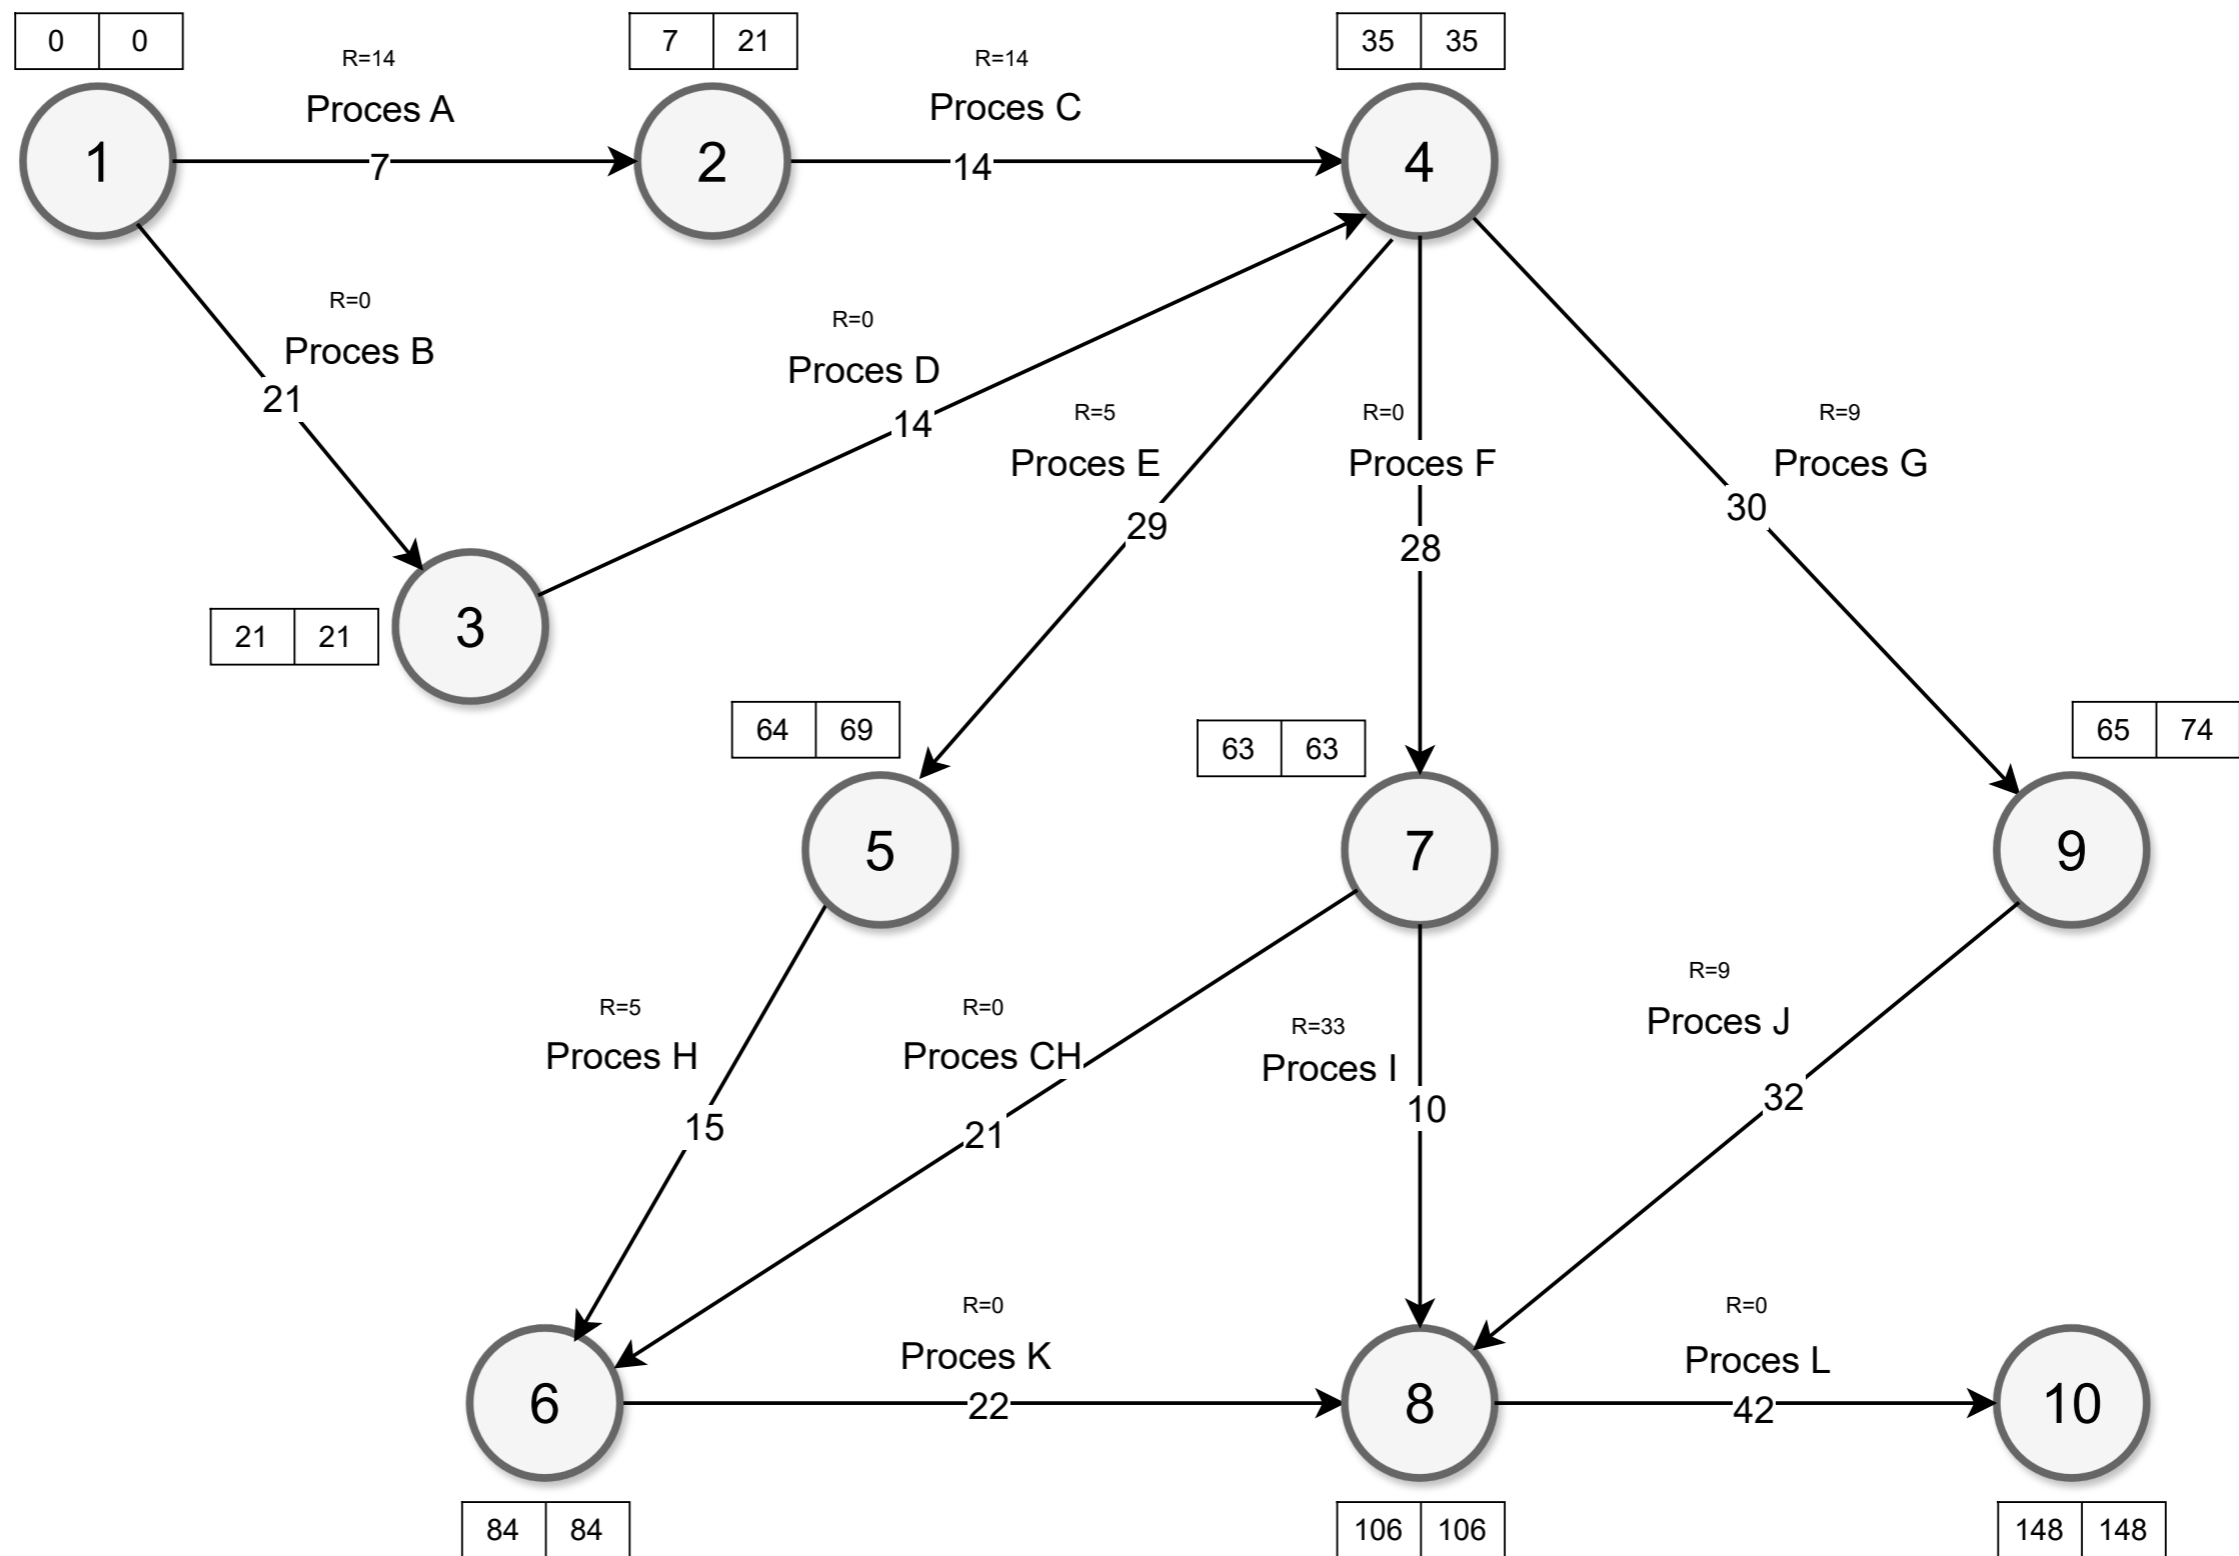 0 0
7 21
35 35
R=14
R=14
Proces A
Proces C
1
2
4
7
14
R=0
R=0
Proces B
Proces D
21
R=5
R=0
R=9
14
Proces E
Proces F
Proces G
30
29
28
3
21 21
64 69
63 63
65 74
5
7
9
R=9
R=5
R=0
R=33
Proces J
Proces H
Proces CH
Proces I
32
10
15
21
R=0
R=0
Proces K
Proces L
6
22
8
42
10
84 84
106 106
148 148